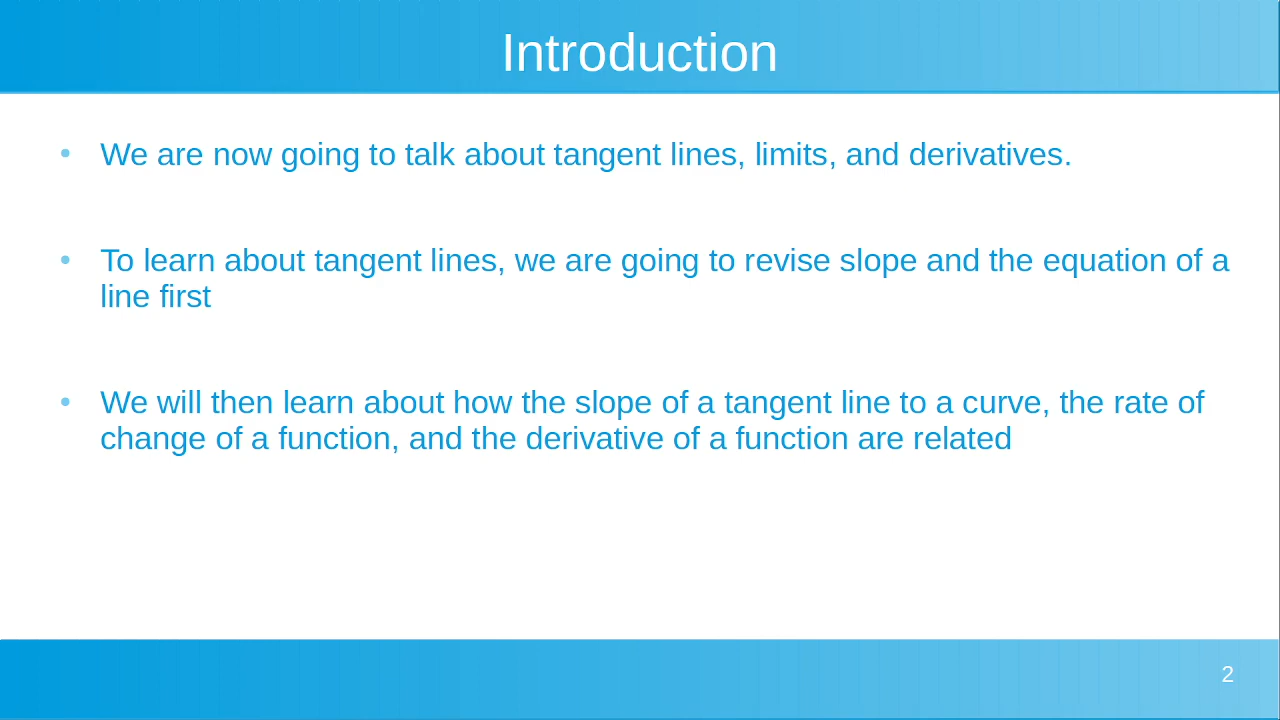 Introduction
• We are now going to talk about tangent lines, limits, and derivatives.
• To learn about tangent lines, we are going to revise slope and the equation of a
line first
• We will then learn about how the slope of a tangent line to a curve, the rate of
change of a function, and the derivative of a function are related
2